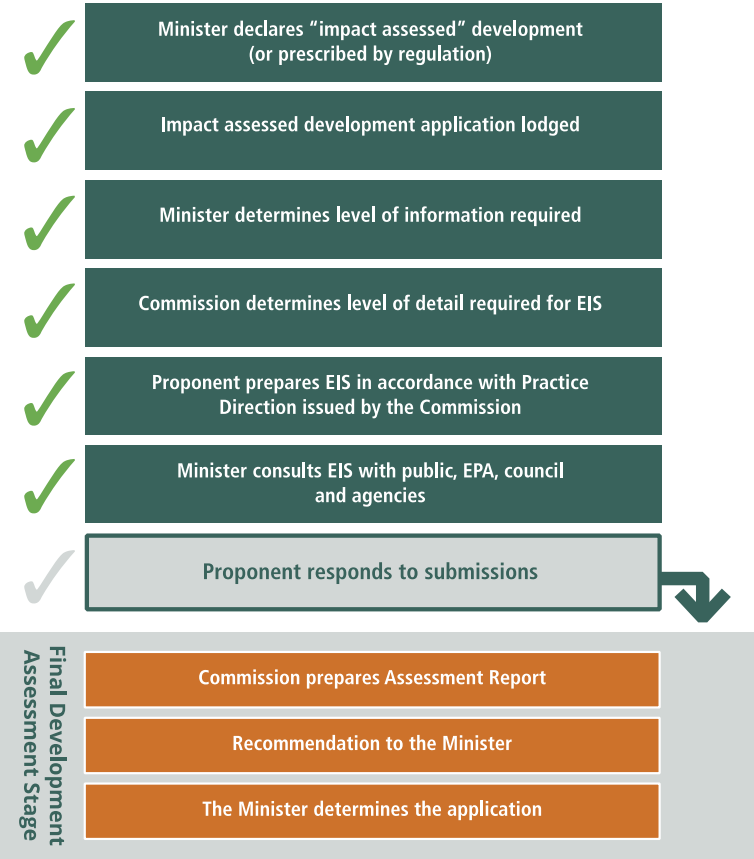 Minister declares “impact assessed” development
(or prescribed by regulation)
Impact assessed development application lodged
Minister determines level of information required
Commission determines level of detail required for EIS
Proponent prepares EIS in accordance with Practice
Direction issued by the Commission
Minister consults EIS with public, EPA, council
and agencies
Proponent responds to submissions
Final Development
Assessment Stage
Commission prepares Assessment Report
Recommendation to the Minister
The Minister determines the application